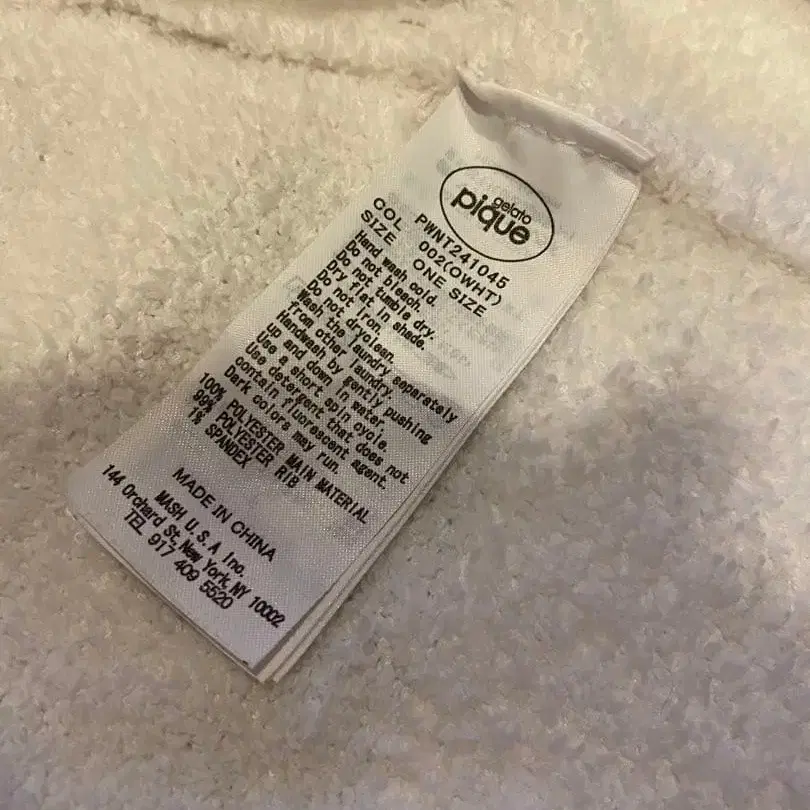 gelato
pique
PWNT241045
COL 002(OWHT)
SIZE ONE SIZE
Hand wash cold.
Do not bleach.
Do not tumble dry.
Dry flat in shade.
Do not Iron.
Do not dryclean.
Wash the laundry separately
from other laundry.
Handwash by gently pushing
up and down in water.
Use a short spin cycle.
Use detergent that does not
contain fluorescent agent.
Dark colors may run.
100% POLYESTER MAIN MATERIAL
99% POLYESTER RIB
1% SPANDEX
MADE IN CHINA
MASH U.S.A Inc.
144 Orchard St, New York, NY 10002
TEL 917 409 5520